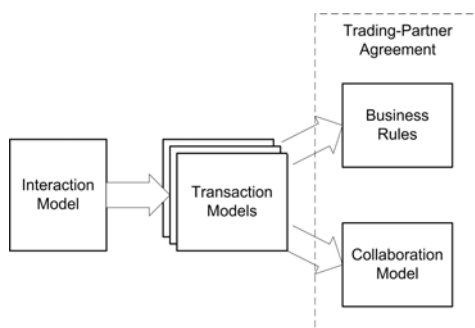 Trading-Partner
Agreement
Business
Rules
Interaction
Model
Transaction
Models
Collaboration
Model